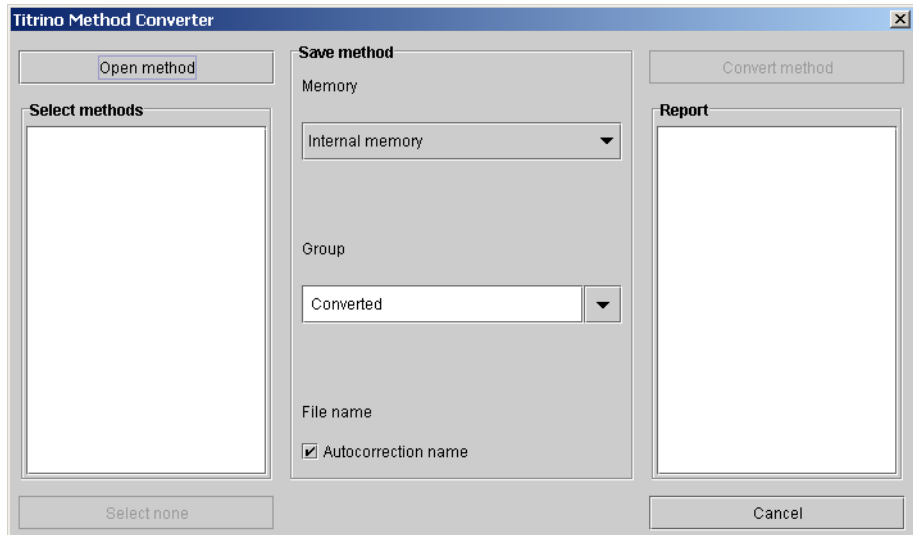 Titrino Method Converter
Open method
Select methods
Select none
Save method
Memory
Internal memory
Group
Converted
File name
Autocorrection name
Convert method
Report
Cancel